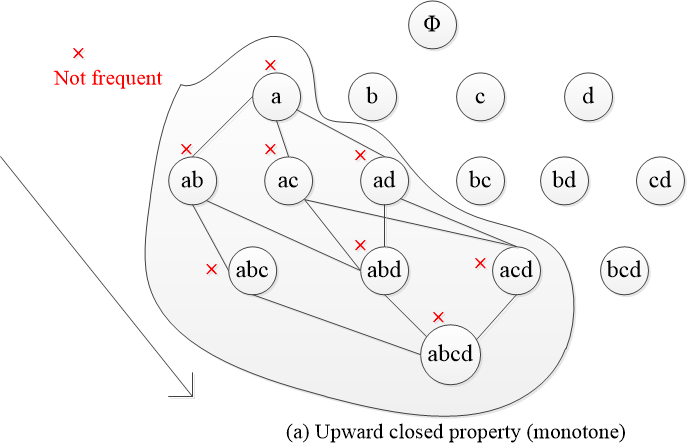 Φ
× Not frequent
× a
b
c
d
× ab
× ac
× ad
bc
bd
cd
× abc
× abd
× acd
bcd
× abcd
(a) Upward closed property (monotone)